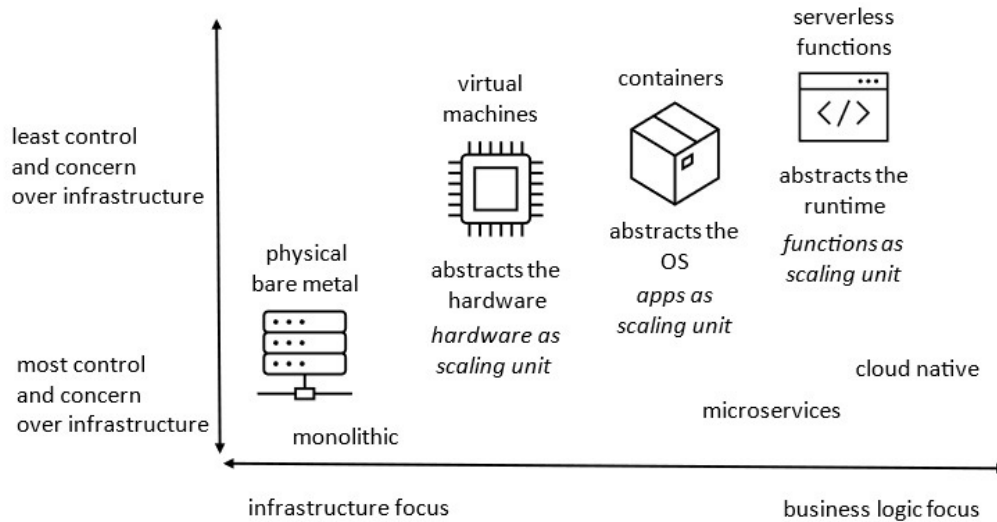 serverless
functions
containers
virtual
machines
</>
least control
and concern
over infrastructure
abstracts the
runtime
functions as
scaling unit
abstracts the
OS
apps as
scaling unit
physical
bare metal
abstracts the
hardware
hardware as
scaling unit
most control
and concern
over infrastructure
cloud native
microservices
monolithic
infrastructure focus
business logic focus